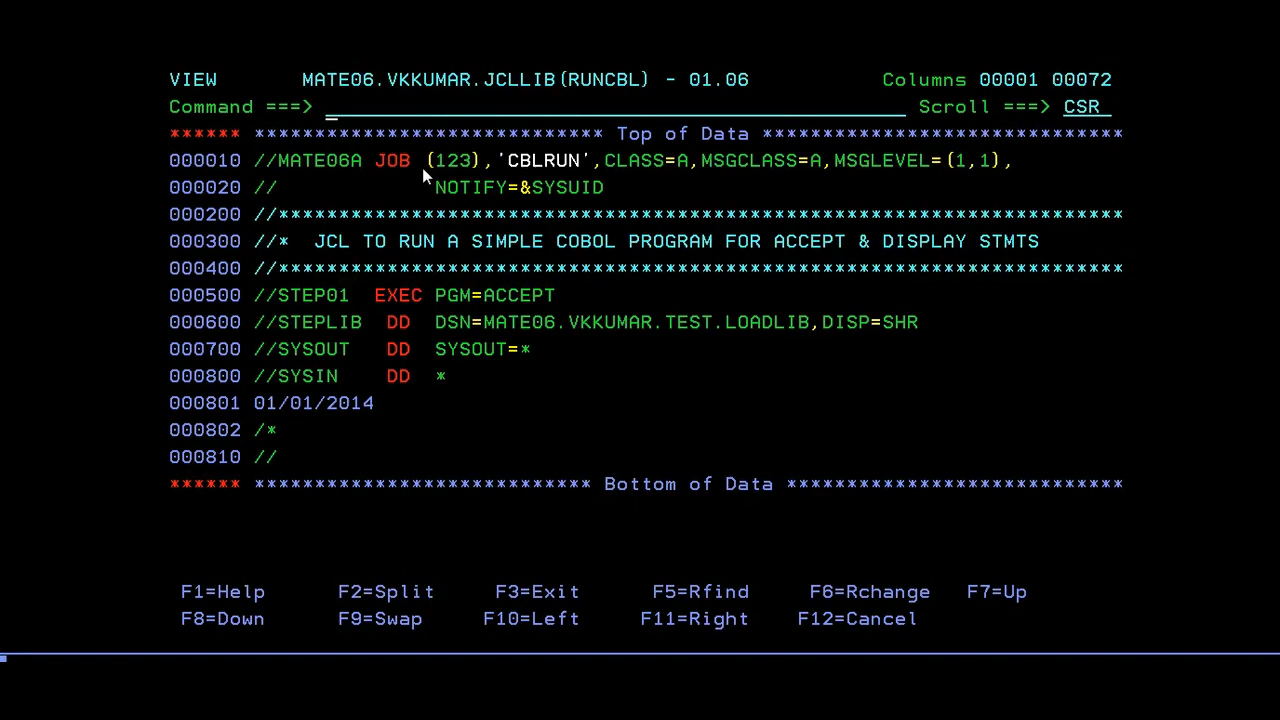 VIEW       MATE06.VKKUMAR.JCLLIB(RUNCBL) - 01.06           Columns 00001 00072
Command ===>                                                  Scroll ===> CSR
****** ***************************** Top of Data ******************************
000010 //MATE06A JOB (123),'CBLRUN',CLASS=A,MSGCLASS=A,MSGLEVEL=(1,1),
000020 //             NOTIFY=&SYSUID
000200 //**********************************************************************
000300 //*  JCL TO RUN A SIMPLE COBOL PROGRAM FOR ACCEPT & DISPLAY STMTS
000400 //**********************************************************************
000500 //STEP01  EXEC PGM=ACCEPT
000600 //STEPLIB  DD  DSN=MATE06.VKKUMAR.TEST.LOADLIB,DISP=SHR
000700 //SYSOUT   DD  SYSOUT=*
000800 //SYSIN    DD  *
000801 01/01/2014
000802 /*
000810 //
****** **************************** Bottom of Data ****************************
F1=Help      F2=Split     F3=Exit      F5=Rfind     F6=Rchange   F7=Up
F8=Down      F9=Swap     F10=Left     F11=Right    F12=Cancel